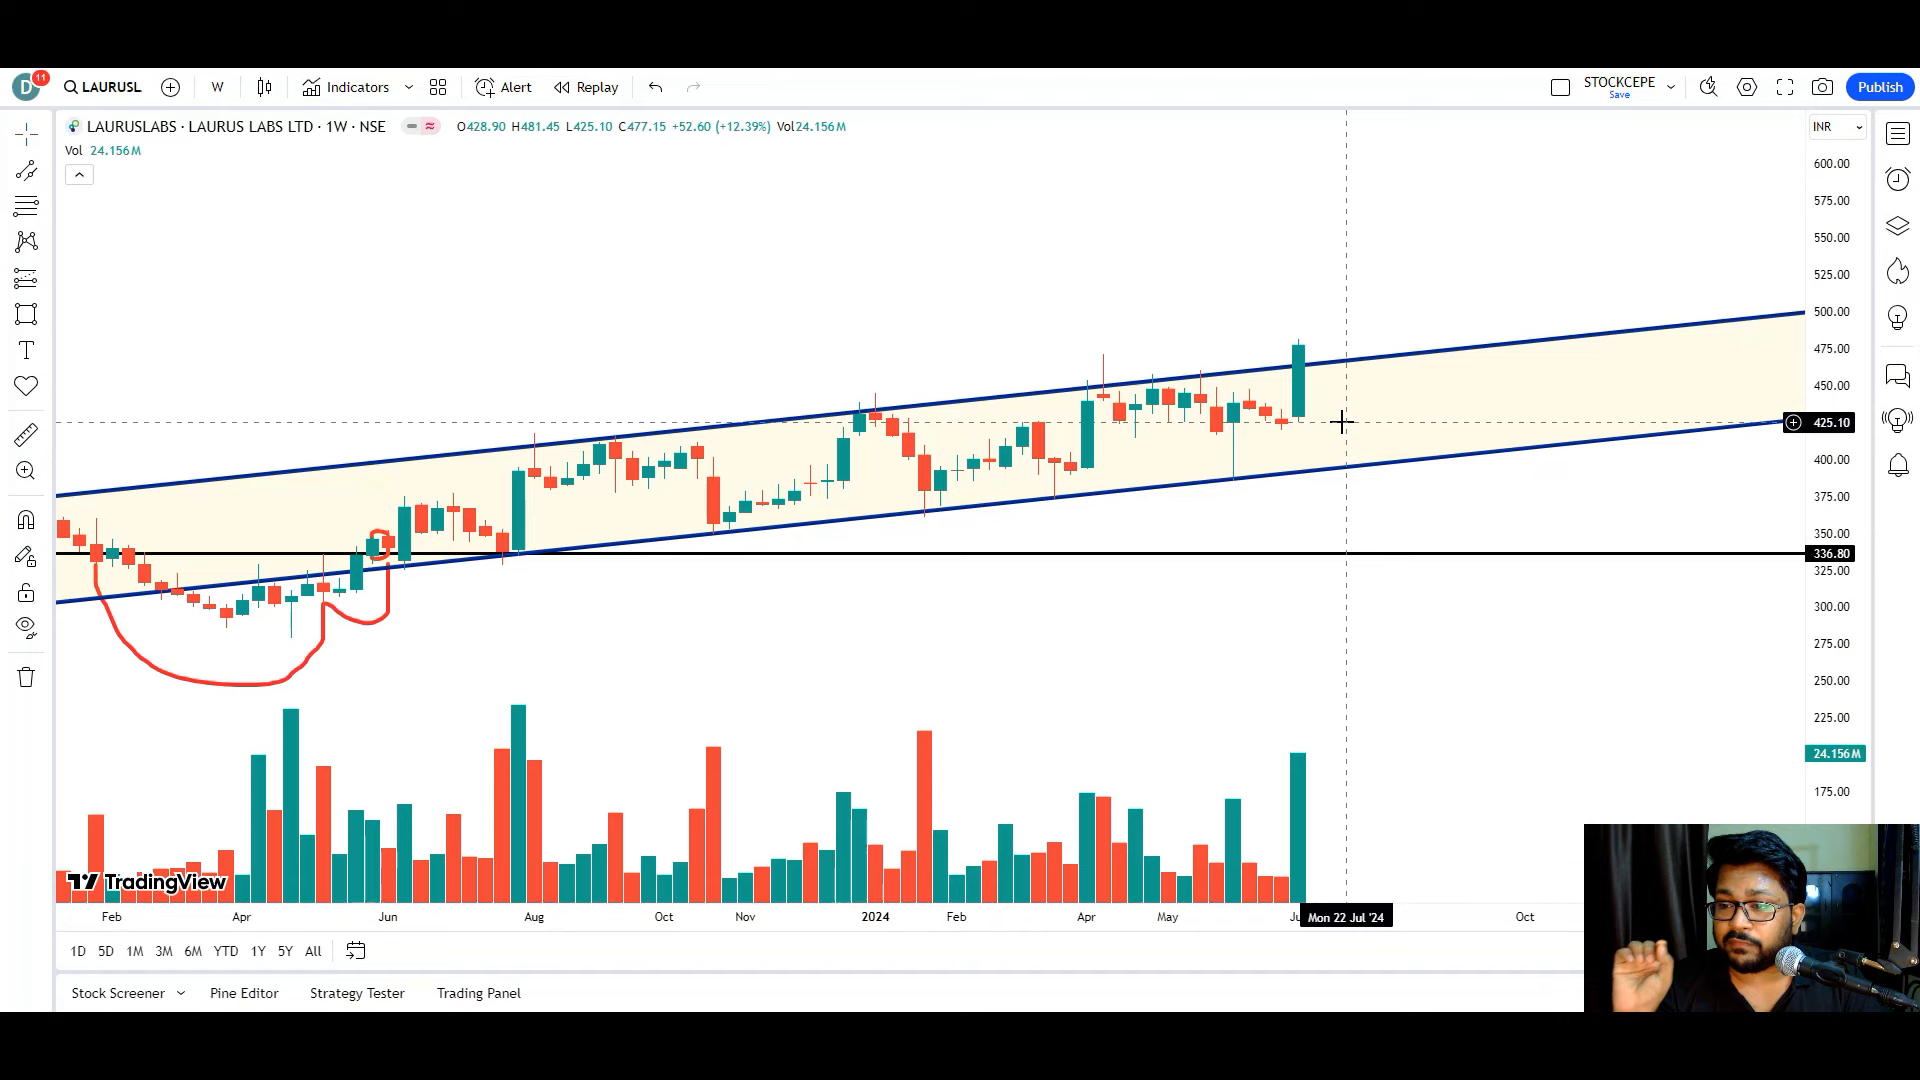 D 11 LAURUSL W Indicators Alert Replay STOCKCEPE Save Publish
LAURUSLABS · LAURUS LABS LTD · 1W · NSE O428.90 H481.45 L425.10 C477.15 +52.60 (+12.39%) Vol24.156M INR
Vol 24.156M
600.00
575.00
550.00
525.00
500.00
475.00
450.00
425.10
400.00
375.00
350.00
336.80
325.00
300.00
275.00
250.00
225.00
24.156M
175.00
TradingView
Feb Apr Jun Aug Oct Nov 2024 Feb Apr May Mon 22 Jul '24 Oct
1D 5D 1M 3M 6M YTD 1Y 5Y All
Stock Screener Pine Editor Strategy Tester Trading Panel